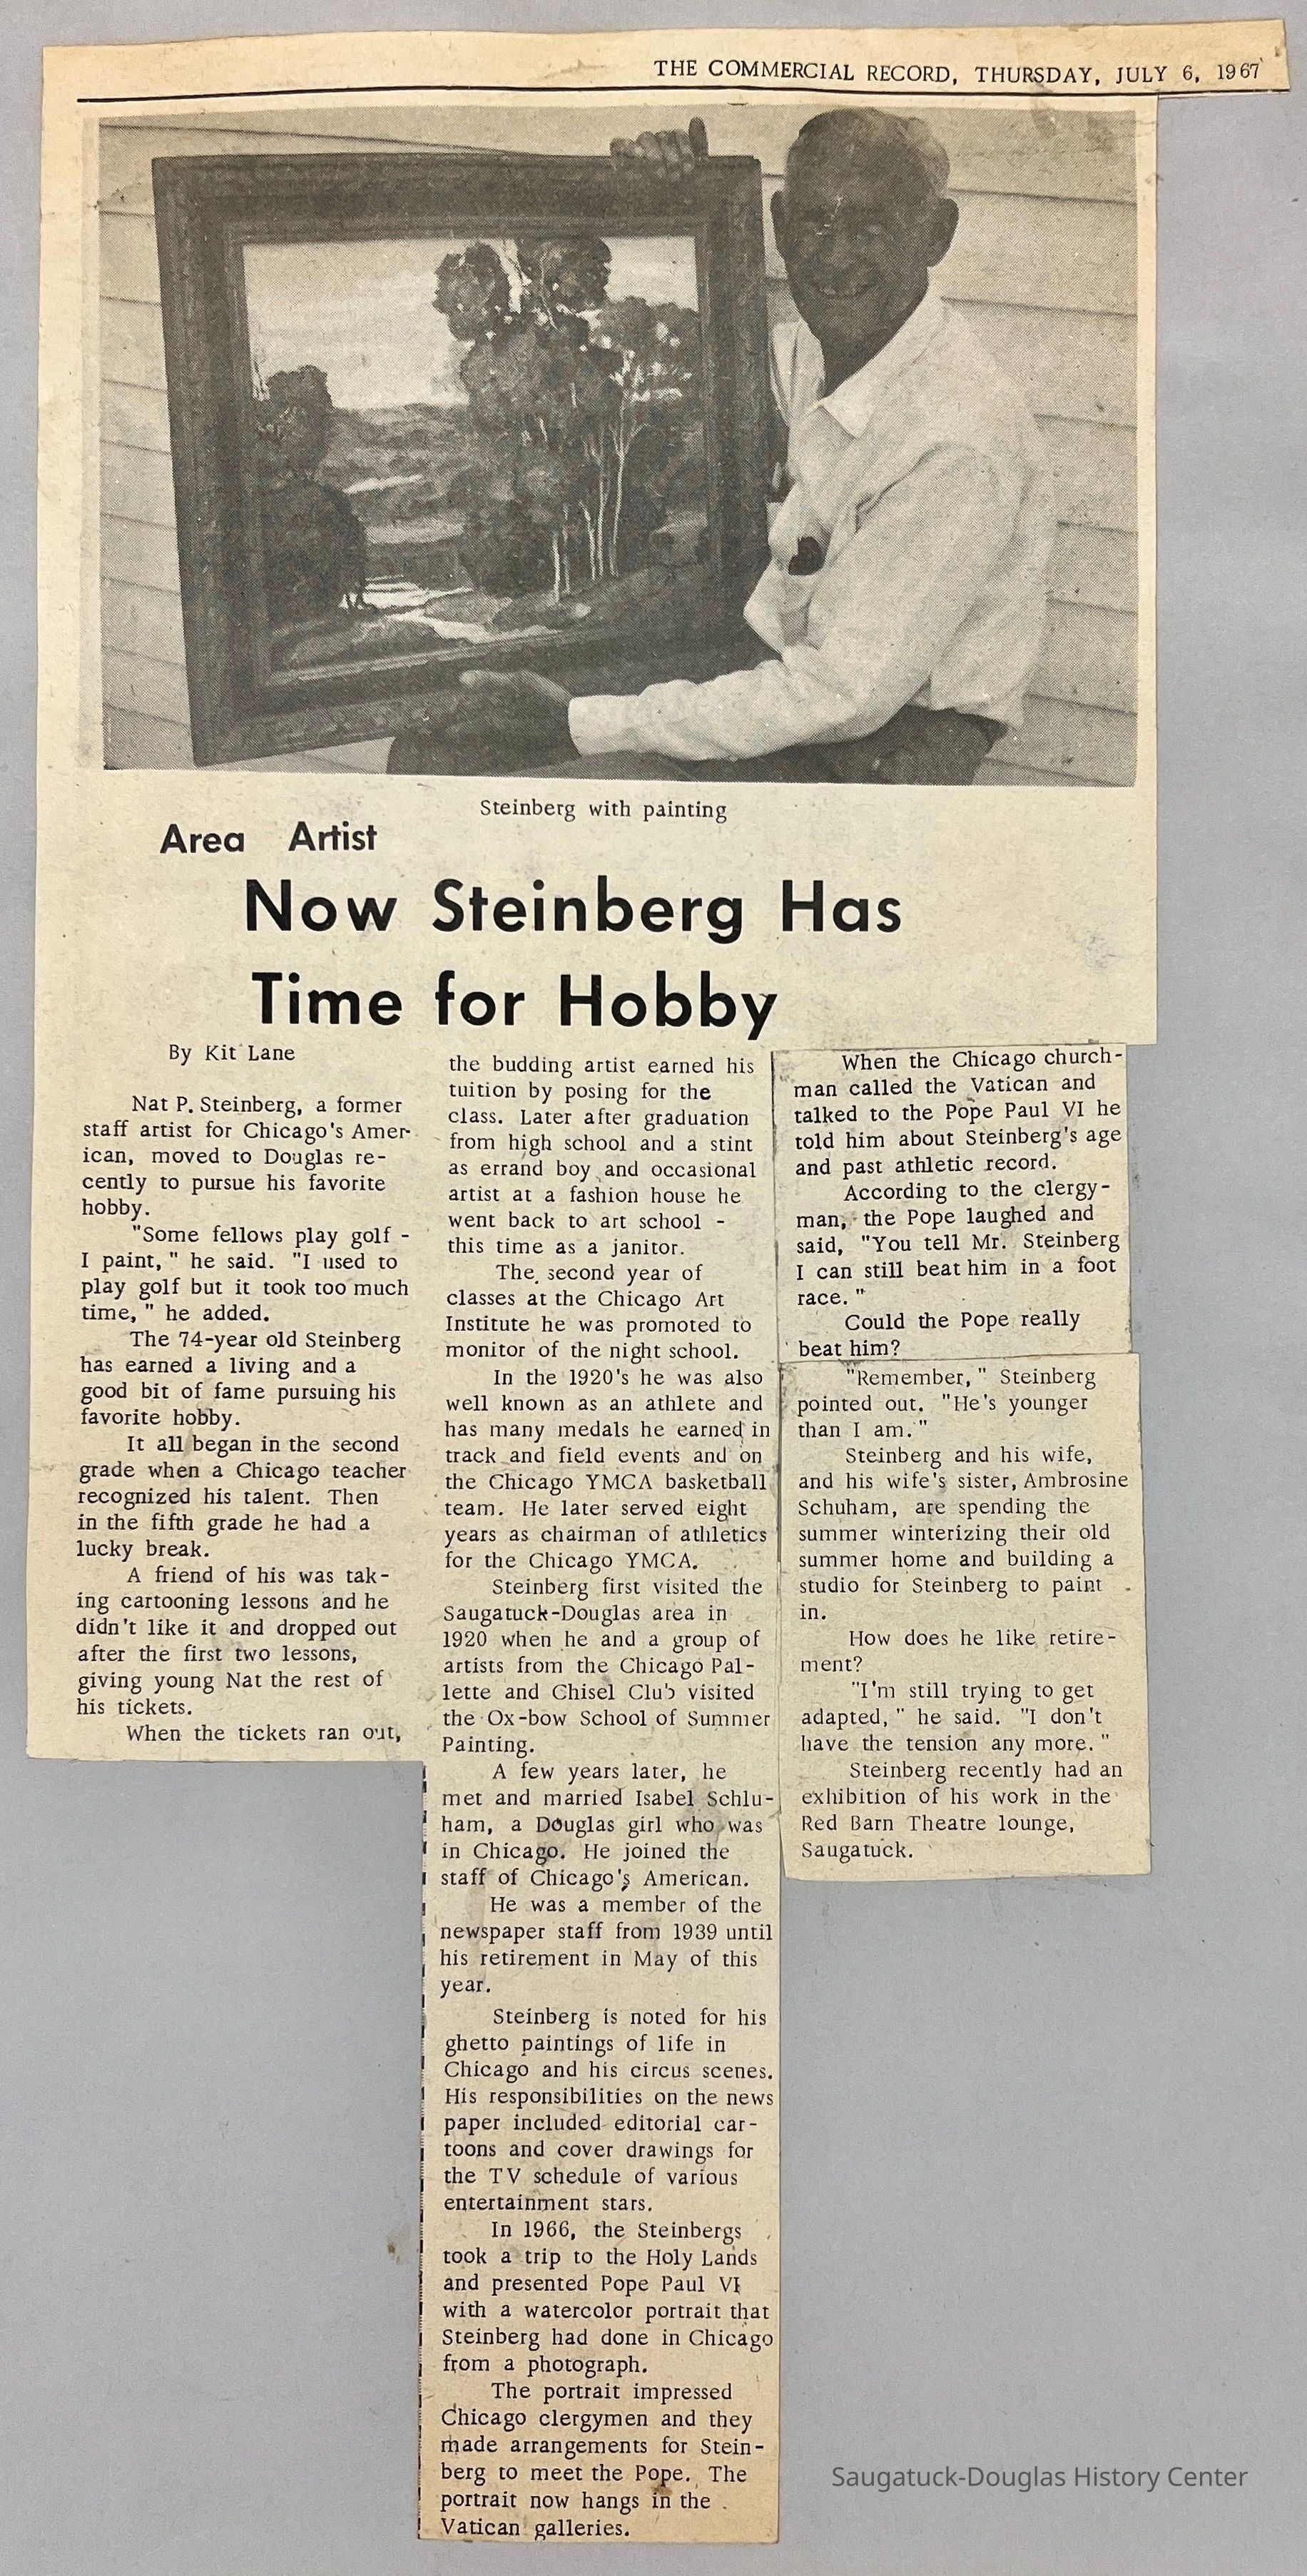 THE COMMERCIAL RECORD, THURSDAY, JULY 6, 1967
Steinberg with painting
Area Artist
Now Steinberg Has
Time for Hobby
By Kit Lane
Nat P. Steinberg, a former
staff artist for Chicago's Amer-
ican, moved to Douglas re-
cently to pursue his favorite
hobby.
"Some fellows play golf -
I paint," he said. "I used to
play golf but it took too much
time," he added.
The 74-year old Steinberg
has earned a living and a
good bit of fame pursuing his
favorite hobby.
It all began in the second
grade when a Chicago teacher
recognized his talent. Then
in the fifth grade he had a
lucky break.
A friend of his was tak-
ing cartooning lessons and he
didn't like it and dropped out
after the first two lessons,
giving young Nat the rest of
his tickets.
When the tickets ran out,
the budding artist earned his
tuition by posing for the
class. Later after graduation
from high school and a stint
as errand boy and occasional
artist at a fashion house he
went back to art school -
this time as a janitor.
The second year of
classes at the Chicago Art
Institute he was promoted to
monitor of the night school.
In the 1920's he was also
well known as an athlete and
has many medals he earned in
track and field events and on
the Chicago YMCA basketball
team. He later served eight
years as chairman of athletics
for the Chicago YMCA.
Steinberg first visited the
Saugatuck-Douglas area in
1920 when he and a group of
artists from the Chicago Pal-
lette and Chisel Club visited
the Ox-bow School of Summer
Painting.
A few years later, he
met and married Isabel Schlu-
ham, a Douglas girl who was
in Chicago. He joined the
staff of Chicago's American.
He was a member of the
newspaper staff from 1939 until
his retirement in May of this
year.
Steinberg is noted for his
ghetto paintings of life in
Chicago and his circus scenes.
His responsibilities on the news
paper included editorial car-
toons and cover drawings for
the TV schedule of various
entertainment stars.
In 1966, the Steinbergs
took a trip to the Holy Lands
and presented Pope Paul VI
with a watercolor portrait that
Steinberg had done in Chicago
from a photograph.
The portrait impressed
Chicago clergymen and they
made arrangements for Stein-
berg to meet the Pope. The
portrait now hangs in the
Vatican galleries.
When the Chicago church-
man called the Vatican and
talked to the Pope Paul VI he
told him about Steinberg's age
and past athletic record.
According to the clergy-
man, the Pope laughed and
said, "You tell Mr. Steinberg
I can still beat him in a foot
race."
Could the Pope really
beat him?
"Remember," Steinberg
pointed out. "He's younger
than I am."
Steinberg and his wife,
and his wife's sister, Ambrosine
Schuham, are spending the
summer winterizing their old
summer home and building a
studio for Steinberg to paint
in.
How does he like retire-
ment?
"I'm still trying to get
adapted," he said. "I don't
have the tension any more."
Steinberg recently had an
exhibition of his work in the
Red Barn Theatre lounge,
Saugatuck.
Saugatuck-Douglas History Center